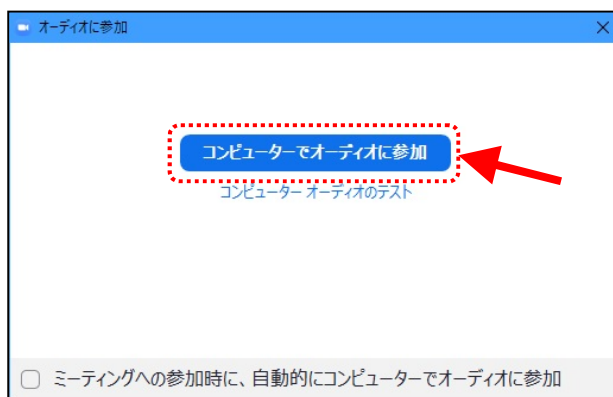 オーディオに参加
コンピューターでオーディオに参加
コンピューター オーディオのテスト
ミーティングへの参加時に、自動的にコンピューターでオーディオに参加